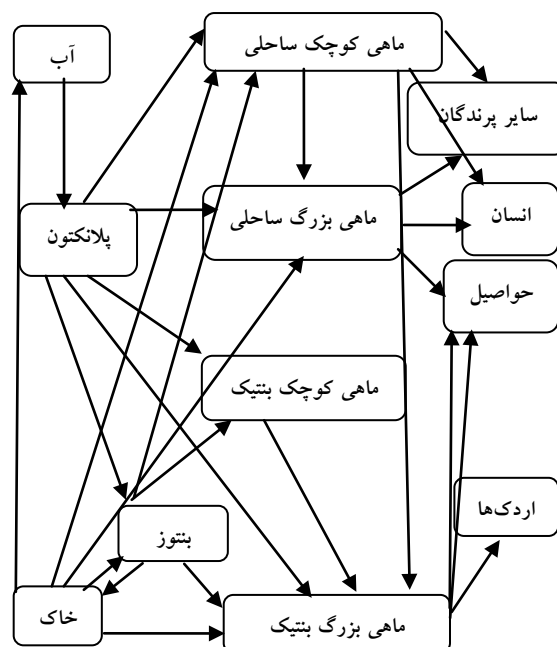 ماهی کوچک ساحلی
آب
سایر پرندگان
ماهی بزرگ ساحلی
انسان
پلانکتون
حواصیل
ماهی کوچک بنتیک
اردک‌ها
بنتوز
خاک
ماهی بزرگ بنتیک